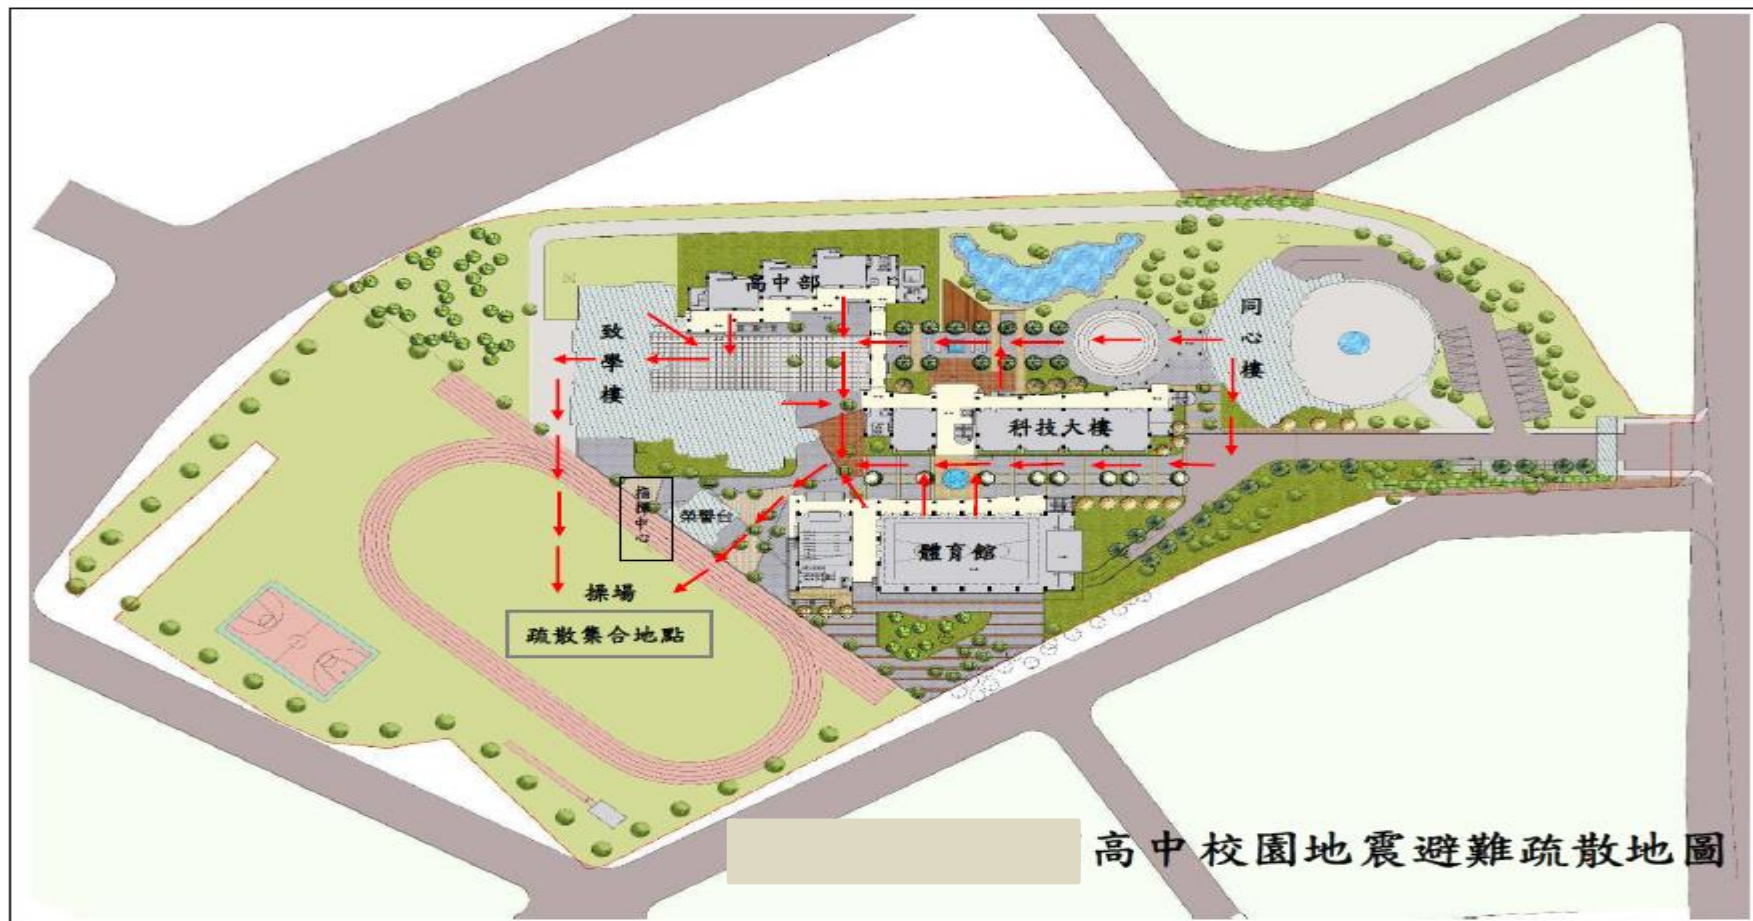 高中部
致學樓
同心樓
科技大樓
指揮中心
榮譽台
體育館
操場
疏散集合地點
高中校園地震避難疏散地圖